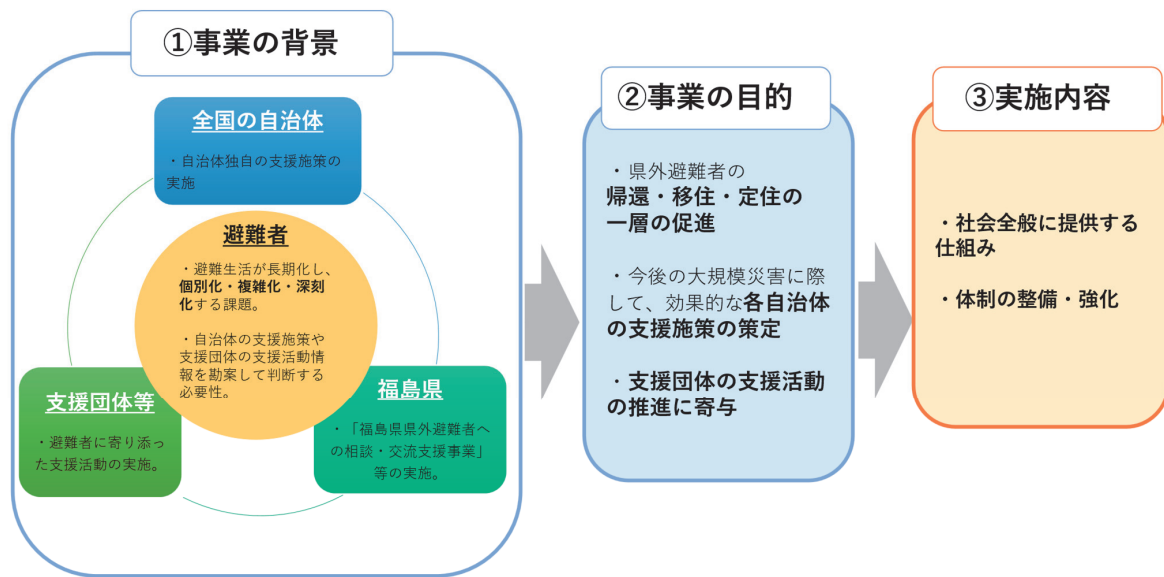 ①事業の背景
全国の自治体
・自治体独自の支援施策の
実施
避難者
・避難生活が長期化し、
個別化・複雑化・深刻
化する課題。
・自治体の支援施策や
支援団体の支援活動情
報を勘案して判断する
必要性。
支援団体等
・避難者に寄り添っ
た支援活動の実施。
福島県
・「福島県県外避難者へ
の相談・交流支援事業」
等の実施。
②事業の目的
・県外避難者の
帰還・移住・定住の
一層の促進
・今後の大規模災害に際
して、効果的な各自治体
の支援施策の策定
・支援団体の支援活動
の推進に寄与
③実施内容
・社会全般に提供する
仕組み
・体制の整備・強化